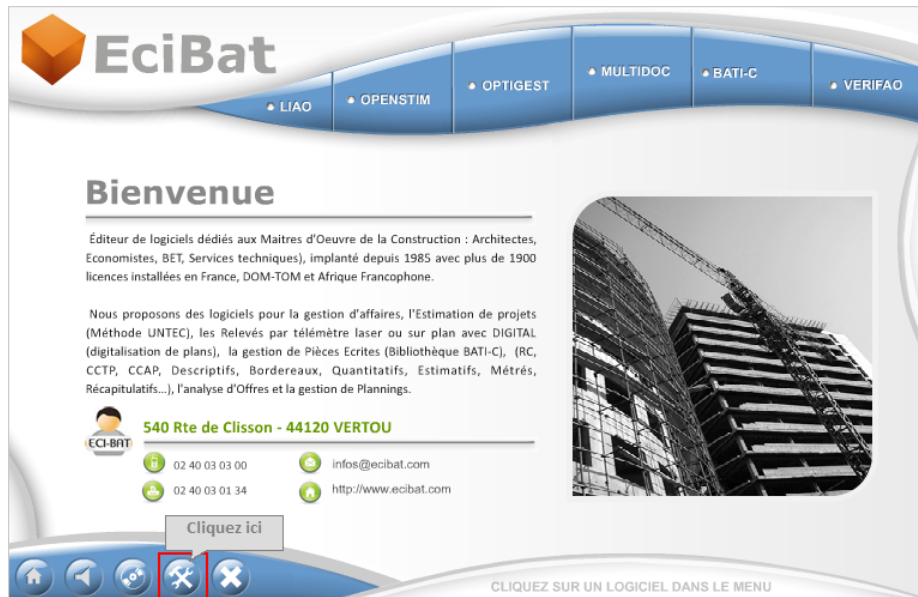 EciBat
LIAO
OPENSTIM
OPTIGEST
MULTIDOC
BATI-C
VERIFAO
Bienvenue
Éditeur de logiciels dédiés aux Maitres d'Oeuvre de la Construction : Architectes,
Economistes, BET, Services techniques), implanté depuis 1985 avec plus de 1900
licences installées en France, DOM-TOM et Afrique Francophone.
Nous proposons des logiciels pour la gestion d'affaires, l'Estimation de projets
(Méthode UNTEC), les Relevés par télémètre laser ou sur plan avec DIGITAL
(digitalisation de plans), la gestion de Pièces Ecrites (Bibliothèque BATI-C), (RC,
CCTP, CCAP, Descriptifs, Bordereaux, Quantitatifs, Estimatifs, Métrés,
Récapitulatifs...), l'analyse d'Offres et la gestion de Plannings.
ECI-BAT
540 Rte de Clisson - 44120 VERTOU
02 40 03 03 00
infos@ecibat.com
02 40 03 01 34
http://www.ecibat.com
Cliquez ici
CLIQUEZ SUR UN LOGICIEL DANS LE MENU